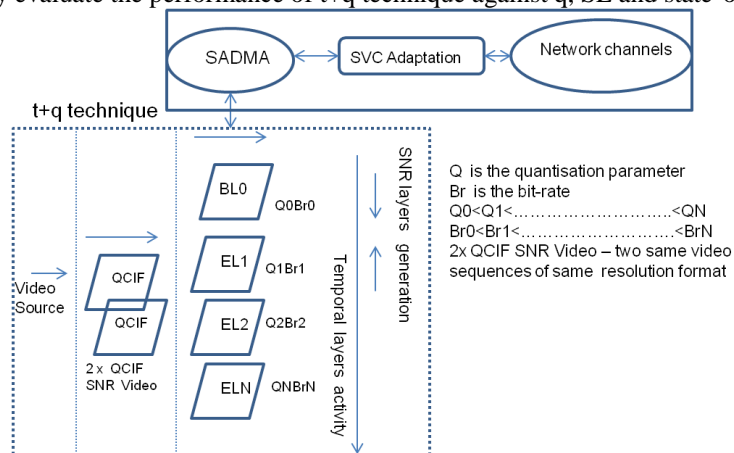 evaluate the performance of t+q technique against q, SE and state-o
SADMA
SVC Adaptation
Network channels
t+q technique
Video
Source
QCIF
QCIF
2 x QCIF
SNR Video
BL0
Q0Br0
EL1
Q1Br1
EL2
Q2Br2
ELN
QNBrN
Temporal layers activity
SNR layers generation
Q is the quantisation parameter
Br is the bit-rate
Q0<Q1<…………………………..<QN
Br0<Br1<…………………………..<BrN
2x QCIF SNR Video – two same video
sequences of same resolution format